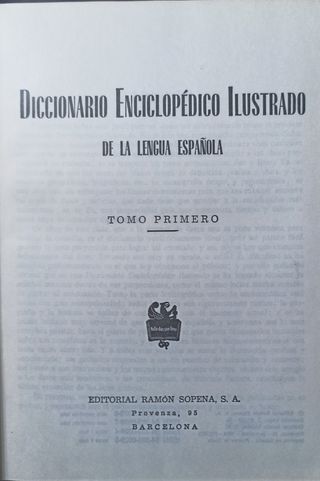 DICCIONARIO ENCICLOPÉDICO ILUSTRADO
DE LA LENGUA ESPAÑOLA
TOMO PRIMERO
EDITORIAL RAMÓN SOPENA, S. A.
Provenza, 95
BARCELONA